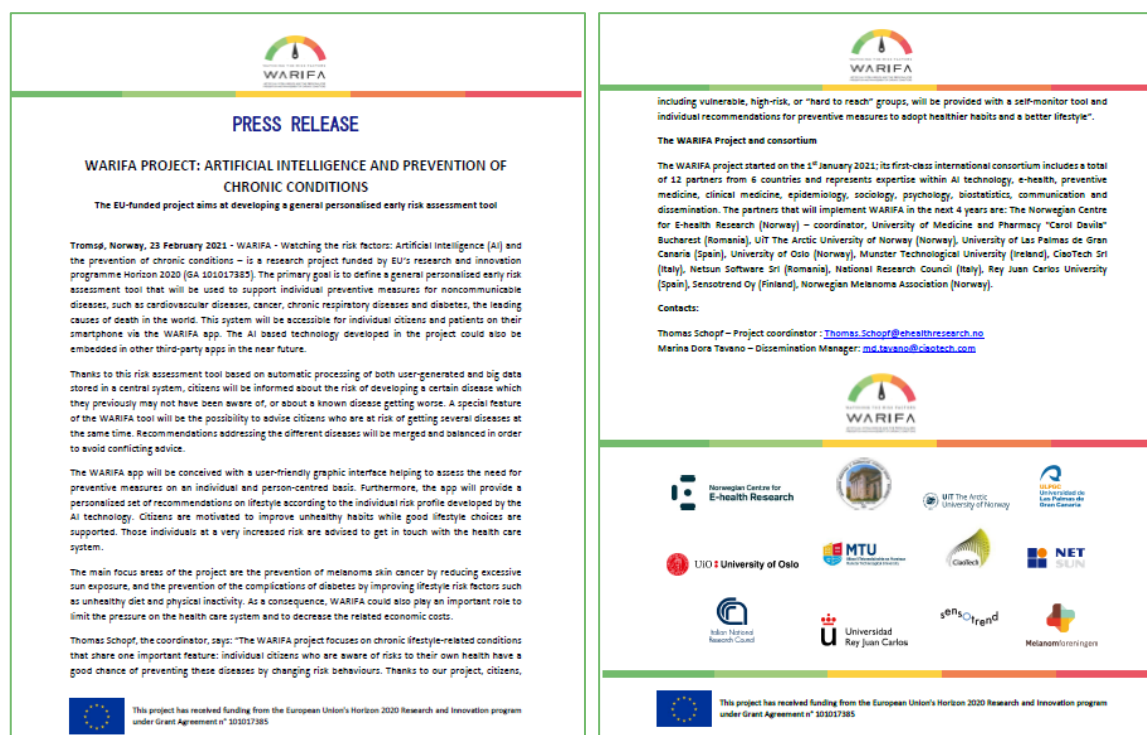 WARIFA
PRESS RELEASE
WARIFA PROJECT: ARTIFICIAL INTELLIGENCE AND PREVENTION OF
CHRONIC CONDITIONS
The EU-funded project aims at developing a general personalised early risk assessment tool
Tromsø, Norway, 23 February 2021 - WARIFA - Watching the risk factors: Artificial Intelligence (AI) and
the prevention of chronic conditions – is a research project funded by EU's research and innovation
programme Horizon 2020 (GA 101017385). The primary goal is to define a general personalised early risk
assessment tool that will be used to support individual preventive measures for noncommunicable
diseases, such as cardiovascular diseases, cancer, chronic respiratory diseases and diabetes, the leading
causes of death in the world. This system will be accessible for individual citizens and patients on their
smartphone via the WARIFA app. The AI based technology developed in the project could also be
embedded in other third-party apps in the near future.
Thanks to this risk assessment tool based on automatic processing of both user-generated and big data
stored in a central system, citizens will be informed about the risk of developing a certain disease which
they previously may not have been aware of, or about a known disease getting worse. A special feature
of the WARIFA tool will be the possibility to advise citizens who are at risk of getting several diseases at
the same time. Recommendations addressing the different diseases will be merged and balanced in order
to avoid conflicting advice.
The WARIFA app will be conceived with a user-friendly graphic interface helping to assess the need for
preventive measures on an individual and person-centred basis. Furthermore, the app will provide a
personalized set of recommendations on lifestyle according to the individual risk profile developed by the
AI technology. Citizens are motivated to improve unhealthy habits while good lifestyle choices are
supported. Those individuals at a very increased risk are advised to get in touch with the health care
system.
The main focus areas of the project are the prevention of melanoma skin cancer by reducing excessive
sun exposure, and the prevention of the complications of diabetes by improving lifestyle risk factors such
as unhealthy diet and physical inactivity. As a consequence, WARIFA could also play an important role to
limit the pressure on the health care system and to decrease the related economic costs.
Thomas Schopf, the coordinator, says: "The WARIFA project focuses on chronic lifestyle-related conditions
that share one important feature: individual citizens who are aware of risks to their own health have a
good chance of preventing these diseases by changing risk behaviours. Thanks to our project, citizens,
This project has received funding from the European Union's Horizon 2020 Research and Innovation program
under Grant Agreement n° 101017385
WARIFA
including vulnerable, high-risk, or "hard to reach" groups, will be provided with a self-monitor tool and
individual recommendations for preventive measures to adopt healthier habits and a better lifestyle".
The WARIFA Project and consortium
The WARIFA project started on the 1st January 2021; its first-class international consortium includes a total
of 12 partners from 6 countries and represents expertise within AI technology, e-health, preventive
medicine, clinical medicine, epidemiology, sociology, psychology, biostatistics, communication and
dissemination. The partners that will implement WARIFA in the next 4 years are: The Norwegian Centre
for E-health Research (Norway) – coordinator, University of Medicine and Pharmacy "Carol Davila"
Bucharest (Romania), UiT The Arctic University of Norway (Norway), University of Las Palmas de Gran
Canaria (Spain), University of Oslo (Norway), Munster Technological University (Ireland), CiaoTech Srl
(Italy), Netsun Software Srl (Romania), National Research Council (Italy), Rey Juan Carlos University
(Spain), Sensotrend Oy (Finland), Norwegian Melanoma Association (Norway).
Contacts:
Thomas Schopf – Project coordinator : Thomas.Schopf@ehealthresearch.no
Marina Dora Tavano – Dissemination Manager: md.tavano@ciaotech.com
WARIFA
Norwegian Centre for
E-health Research
UiT The Arctic
University of Norway
ULPGC
Universidad de
Las Palmas de
Gran Canaria
UiO : University of Oslo
MTU
CiaoTech
NET
SUN
Italian National
Research Council
Universidad
Rey Juan Carlos
sensotrend
Melanomforeningen
This project has received funding from the European Union's Horizon 2020 Research and Innovation program
under Grant Agreement n° 101017385